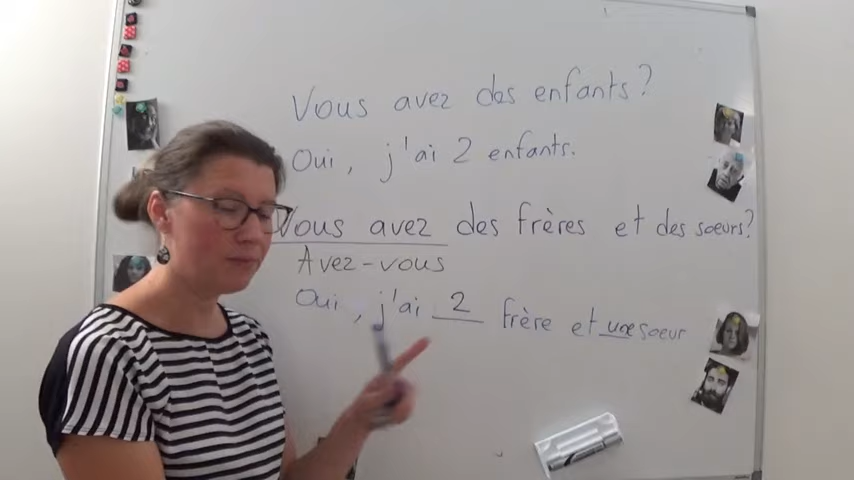 Vous avez des enfants?
Oui, j'ai 2 enfants.
Vous avez des frères et des soeurs?
Avez-vous
Oui, j'ai 2 frère et une soeur